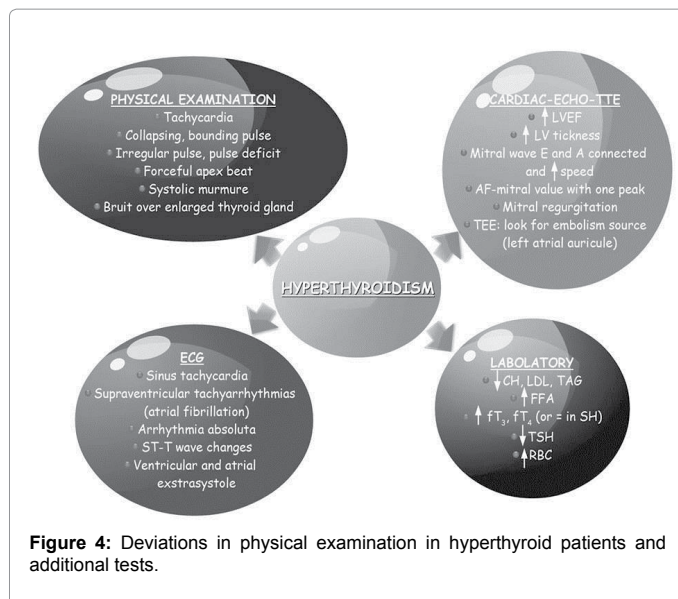 PHYSICAL EXAMINATION
Tachycardia
Collapsing, bounding pulse
Irregular pulse, pulse deficit
Forceful apex beat
Systolic murmure
Bruit over enlarged thyroid gland
CARDIAC-ECHO-TTE
↑ LVEF
↑ LV tickness
Mitral wave E and A connected
and ↑ speed
AF-mitral value with one peak
Mitral regurgitation
TEE: look for embolism source
(left atrial auricule)
HYPERTHYROIDISM
ECG
Sinus tachycardia
Supraventricular tachyarrhythmias
(atrial fibrillation)
Arrhythmia absoluta
ST-T wave changes
Ventricular and atrial
exstrasystole
LABOLATORY
↓ CH, LDL, TAG
↑ FFA
↑ fT₃, fT₄ (or = in SH)
↓ TSH
↑ RBC
Figure 4: Deviations in physical examination in hyperthyroid patients and
additional tests.